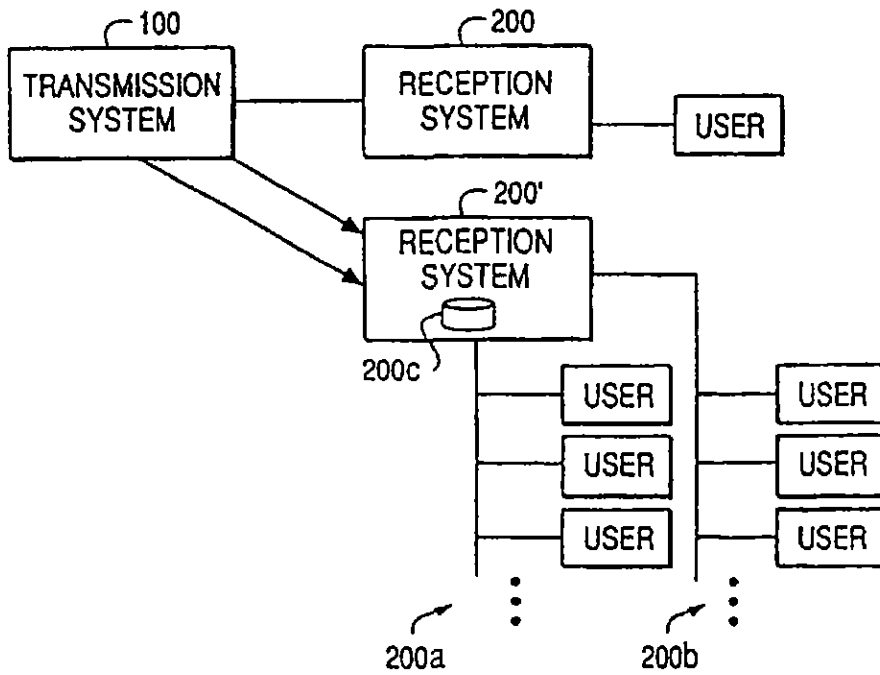 100
TRANSMISSION
SYSTEM
200
RECEPTION
SYSTEM
USER
200'
RECEPTION
SYSTEM
200c
USER
USER
USER
USER
USER
USER
200a
200b